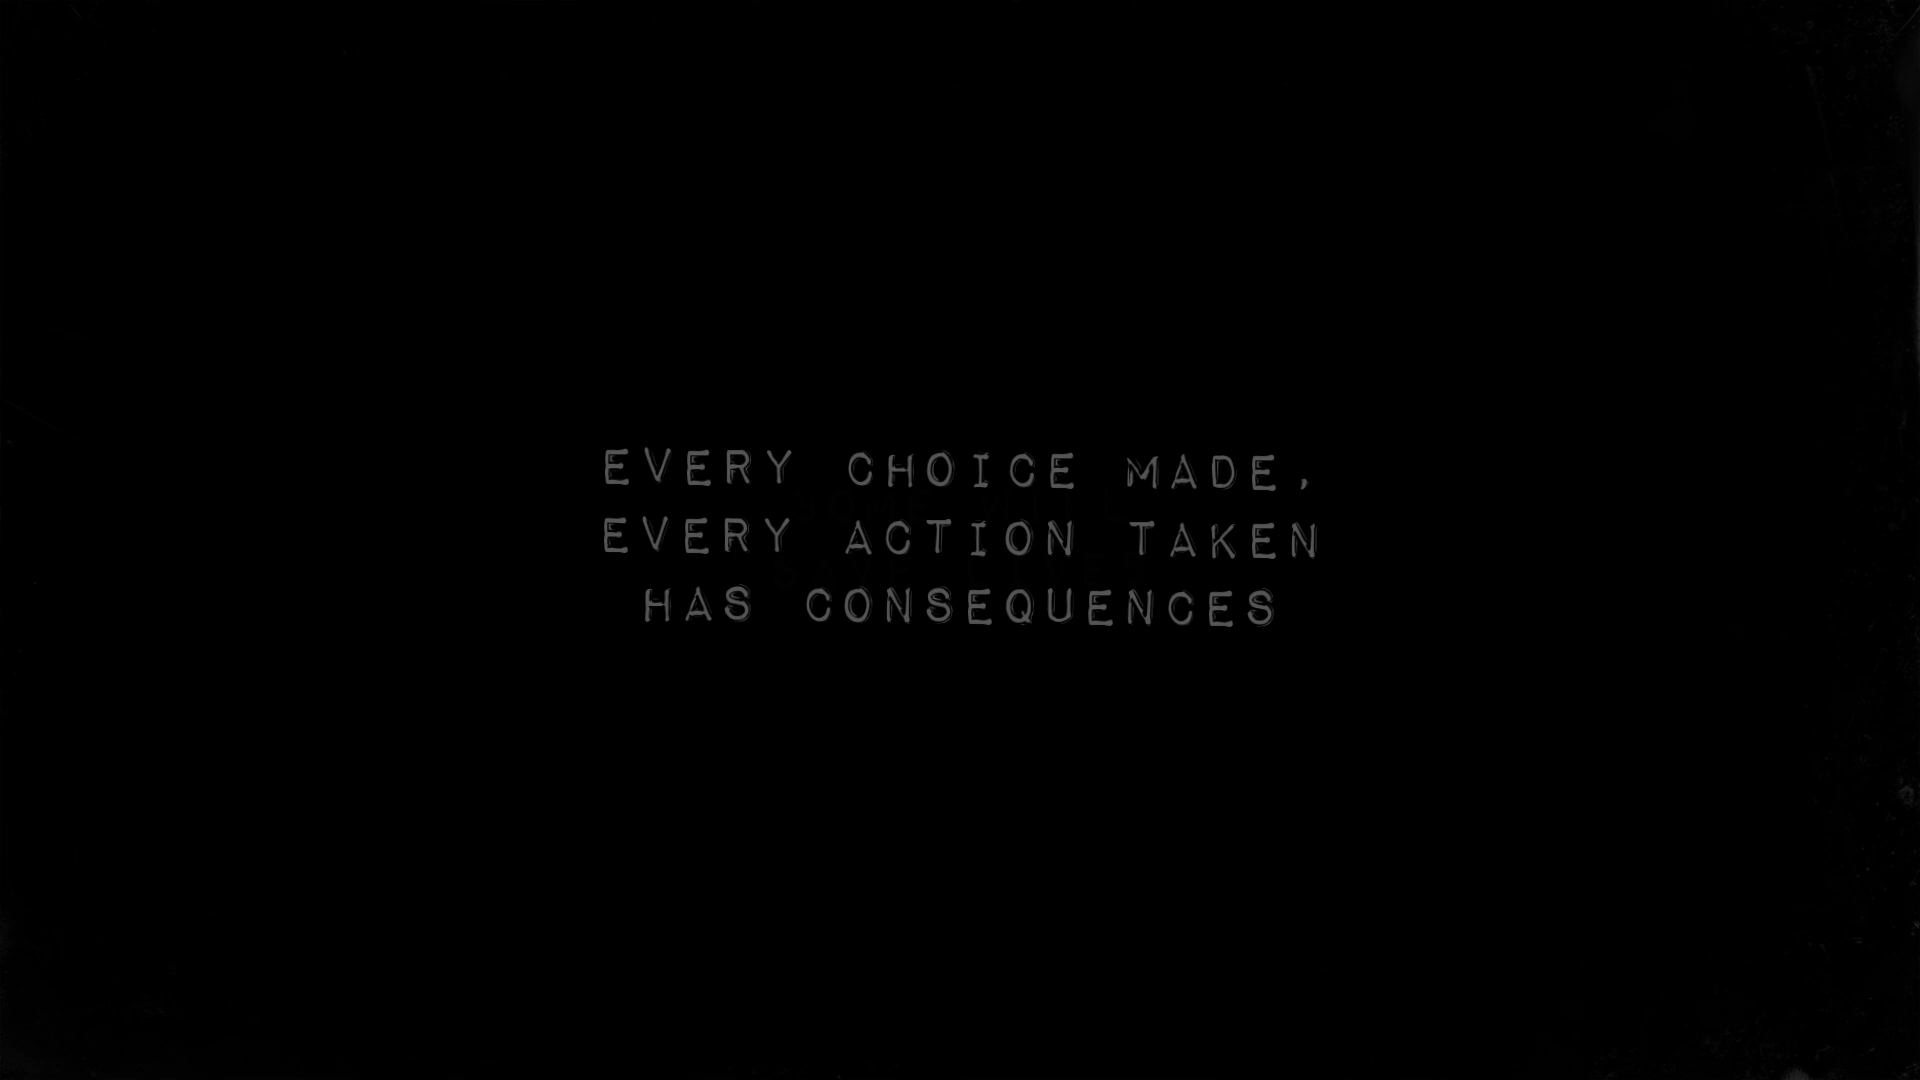 EVERY CHOICE MADE,
EVERY ACTION TAKEN
HAS CONSEQUENCES